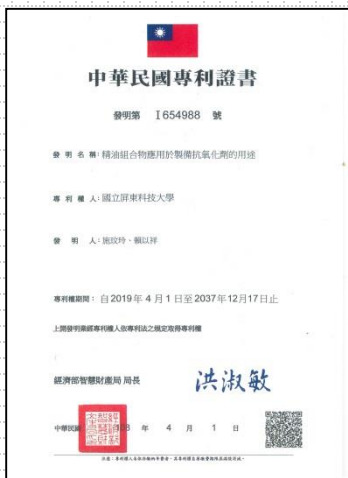 中華民國專利證書
發明第 I654988 號
發明名稱:精油組合物應用於製備抗氧化劑的用途
專利權人:國立屏東科技大學
發明人:施玟玲、賴以祥
專利權期間:自2019年4月1日至2037年12月17日止
上開發明業經專利權人依專利法之規定取得專利權
經濟部智慧財產局 局長
洪淑敏
中華民國 108 年 4 月 1 日